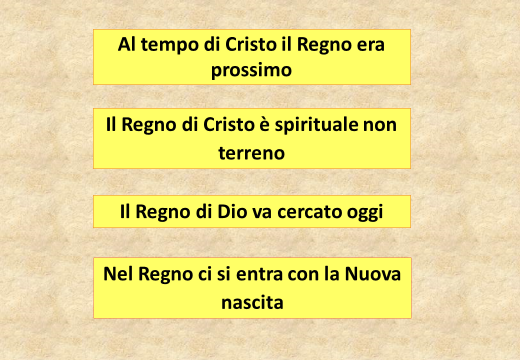 Al tempo di Cristo il Regno era
prossimo
Il Regno di Cristo è spirituale non
terreno
Il Regno di Dio va cercato oggi
Nel Regno ci si entra con la Nuova
nascita